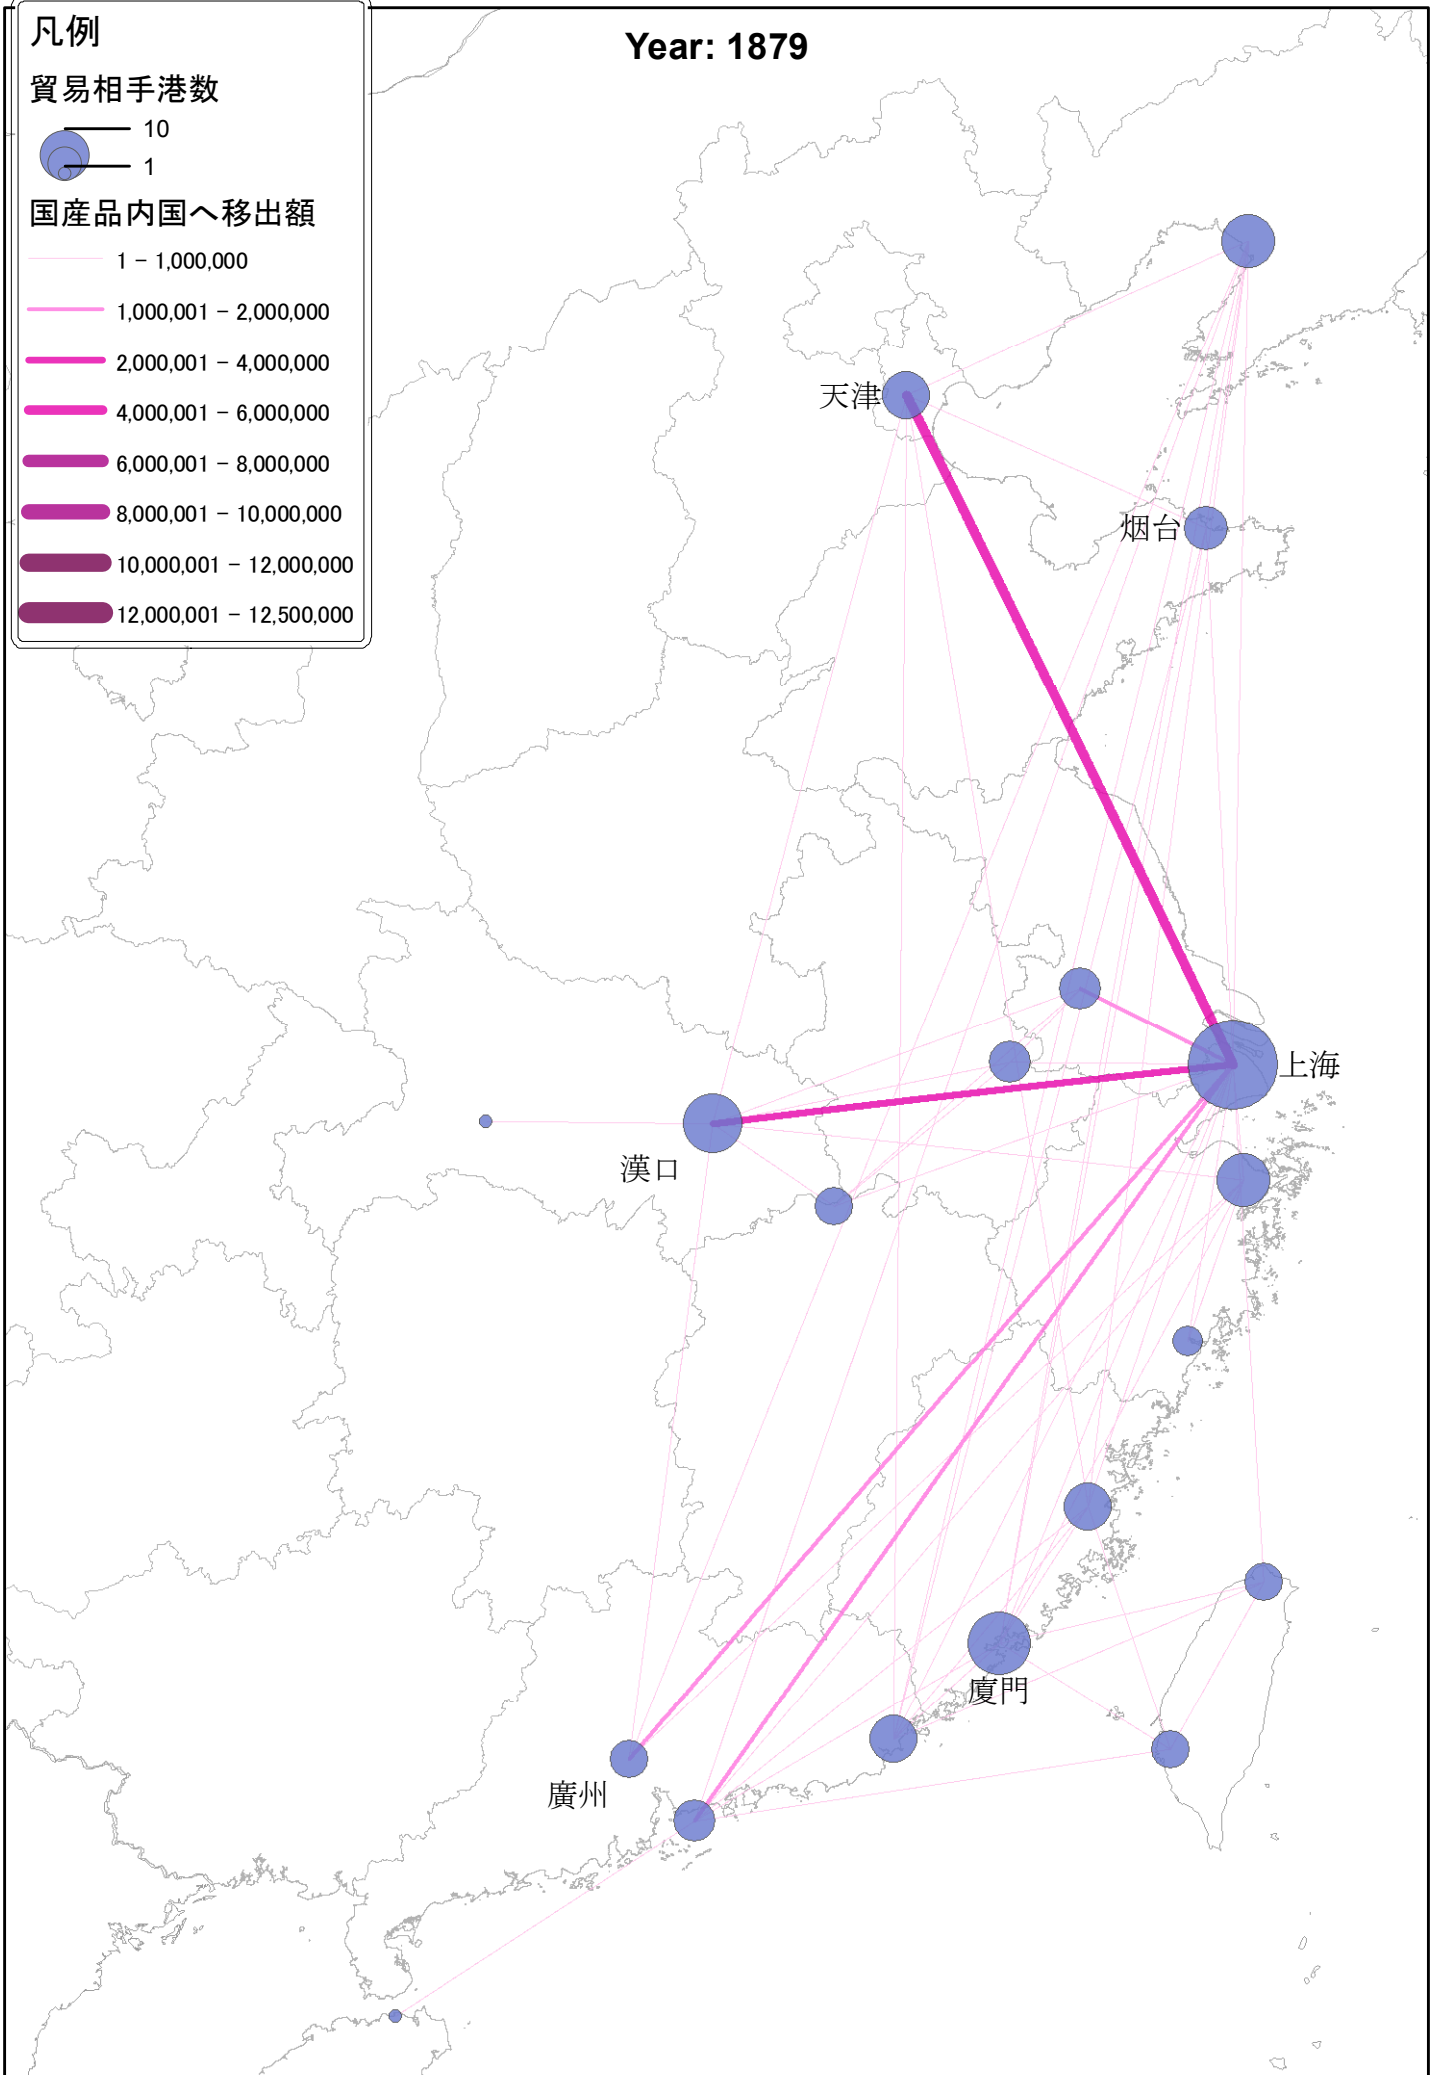 凡例
Year: 1879
貿易相手港数
10
1
国産品内国へ移出額
1 − 1,000,000
1,000,001 − 2,000,000
2,000,001 − 4,000,000
4,000,001 − 6,000,000
6,000,001 − 8,000,000
8,000,001 − 10,000,000
10,000,001 − 12,000,000
12,000,001 − 12,500,000
天津
烟台
上海
漢口
廈門
廣州